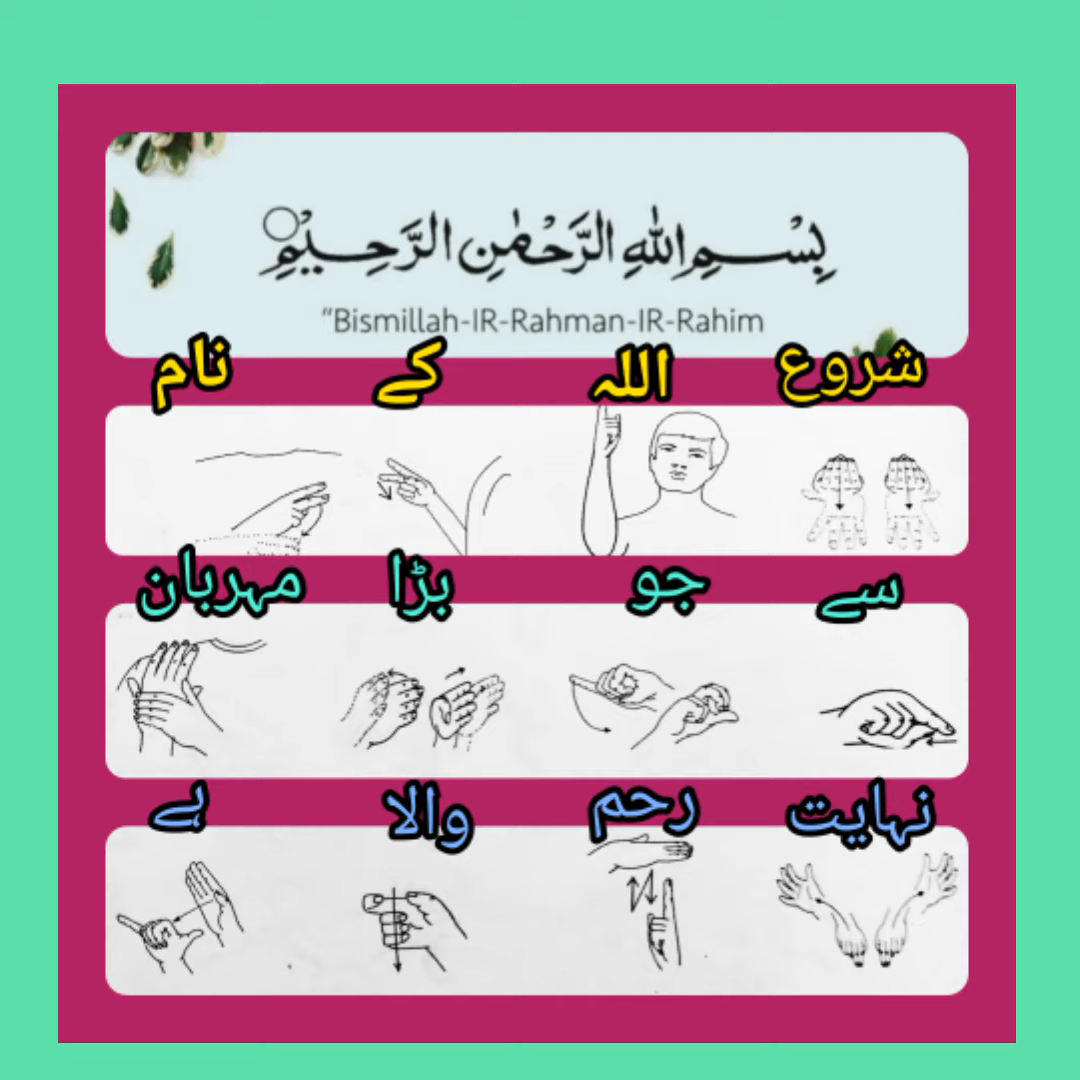 بِسْمِ اللهِ الرَّحْمٰنِ الرَّحِيْمِ
"Bismillah-IR-Rahman-IR-Rahim
شروع اللہ کے نام
سے جو بڑا مہربان
نہایت رحم والا ہے